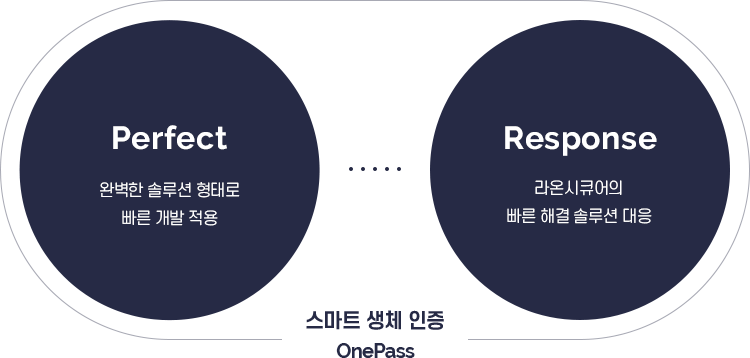 Perfect
완벽한 솔루션 형태로
빠른 개발 적용
Response
라온시큐어의
빠른 해결 솔루션 대응
스마트 생체 인증
OnePass